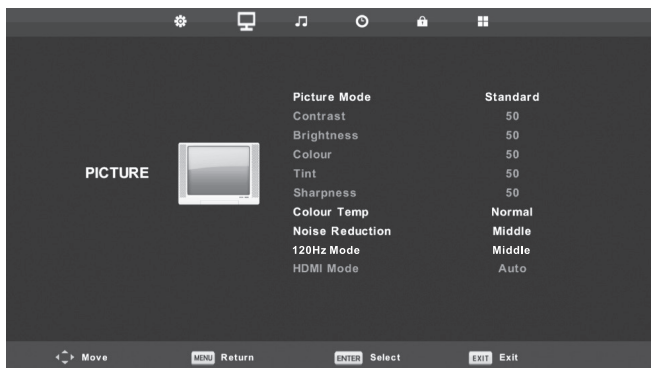 PICTURE
Picture Mode Standard
Contrast 50
Brightness 50
Colour 50
Tint 50
Sharpness 50
Colour Temp Normal
Noise Reduction Middle
120Hz Mode Middle
HDMI Mode Auto
Move MENU Return ENTER Select EXIT Exit